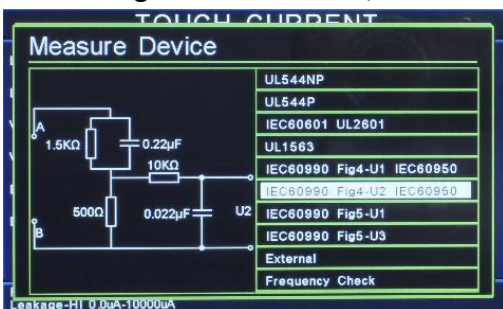 TOUCH CURRENT
Measure Device
UL544NP
UL544P
IEC60601 UL2601
UL1563
IEC60990 Fig4-U1 IEC60950
IEC60990 Fig4-U2 IEC60950
IEC60990 Fig5-U1
IEC60990 Fig5-U3
External
Frequency Check
A
1.5KΩ
0.22μF
10KΩ
500Ω
0.022μF
U2
B
Leakage-HI 0.0uA-10000uA